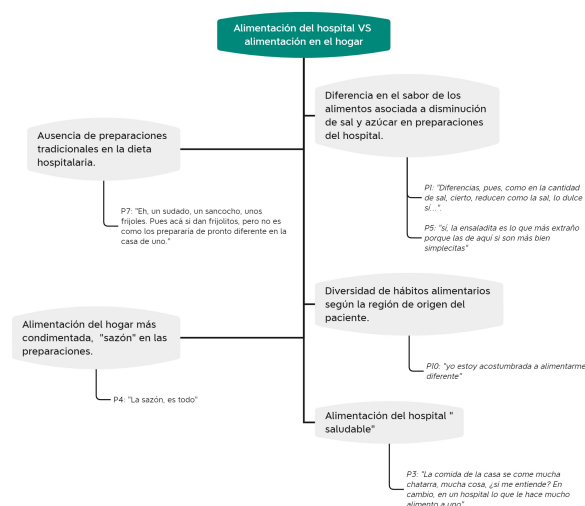 Alimentación del hospital VS
alimentación en el hogar
Diferencia en el sabor de los
alimentos asociada a disminución
de sal y azúcar en preparaciones
del hospital.
Ausencia de preparaciones
tradicionales en la dieta
hospitalaria.
P1: "Diferencias, pues, como en la cantidad
de sal, cierto, reducen como la sal, lo dulce
sí...".
P7: "Eh, un sudado, un sancocho, unos
frijoles. Pues acá si dan frijolitos, pero no es
como los prepararía de pronto diferente en la
casa de uno."
P5: "sí, la ensaladita es lo que más extraño
porque las de aquí si son más bien
simplecitas"
Diversidad de hábitos alimentarios
según la región de origen del
paciente.
Alimentación del hogar más
condimentada, "sazón" en las
preparaciones.
P10: "yo estoy acostumbrada a alimentarme
diferente"
P4: "La sazón, es todo"
Alimentación del hospital "
saludable"
P3: "La comida de la casa se come mucha
chatarra, mucha cosa, ¿si me entiende? En
cambio, en un hospital lo que le hace mucho
alimento a uno"